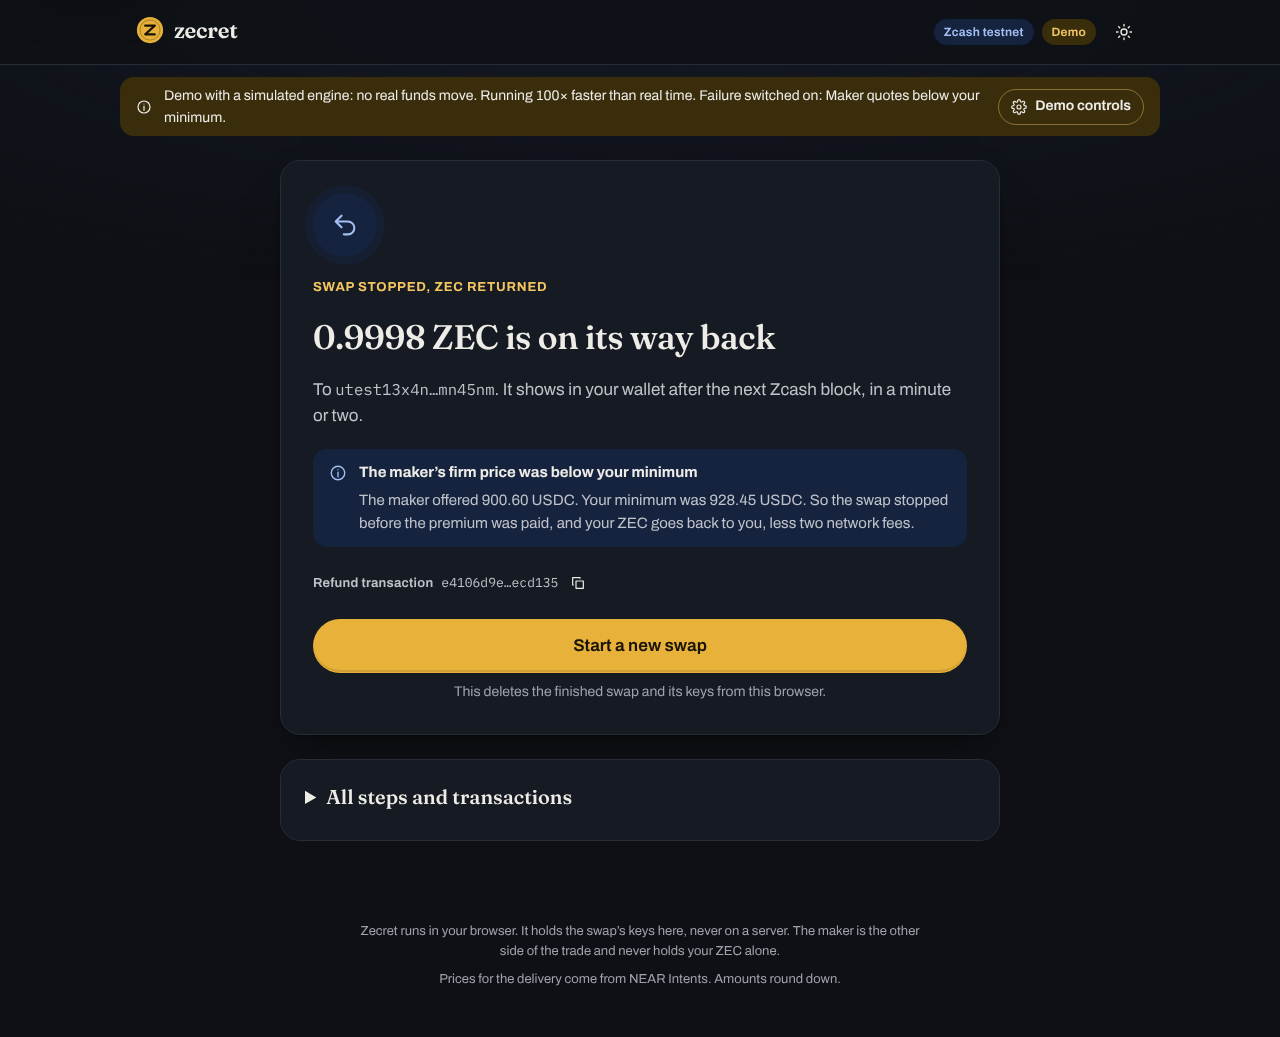 zecret
Zcash testnet
Demo
Demo with a simulated engine: no real funds move. Running 100× faster than real time. Failure switched on: Maker quotes below your
minimum.
Demo controls
SWAP STOPPED, ZEC RETURNED
0.9998 ZEC is on its way back
To utest13x4n…mn45nm. It shows in your wallet after the next Zcash block, in a minute
or two.
The maker’s firm price was below your minimum
The maker offered 900.60 USDC. Your minimum was 928.45 USDC. So the swap stopped
before the premium was paid, and your ZEC goes back to you, less two network fees.
Refund transaction e4106d9e…ecd135
Start a new swap
This deletes the finished swap and its keys from this browser.
All steps and transactions
Zecret runs in your browser. It holds the swap’s keys here, never on a server. The maker is the other
side of the trade and never holds your ZEC alone.
Prices for the delivery come from NEAR Intents. Amounts round down.